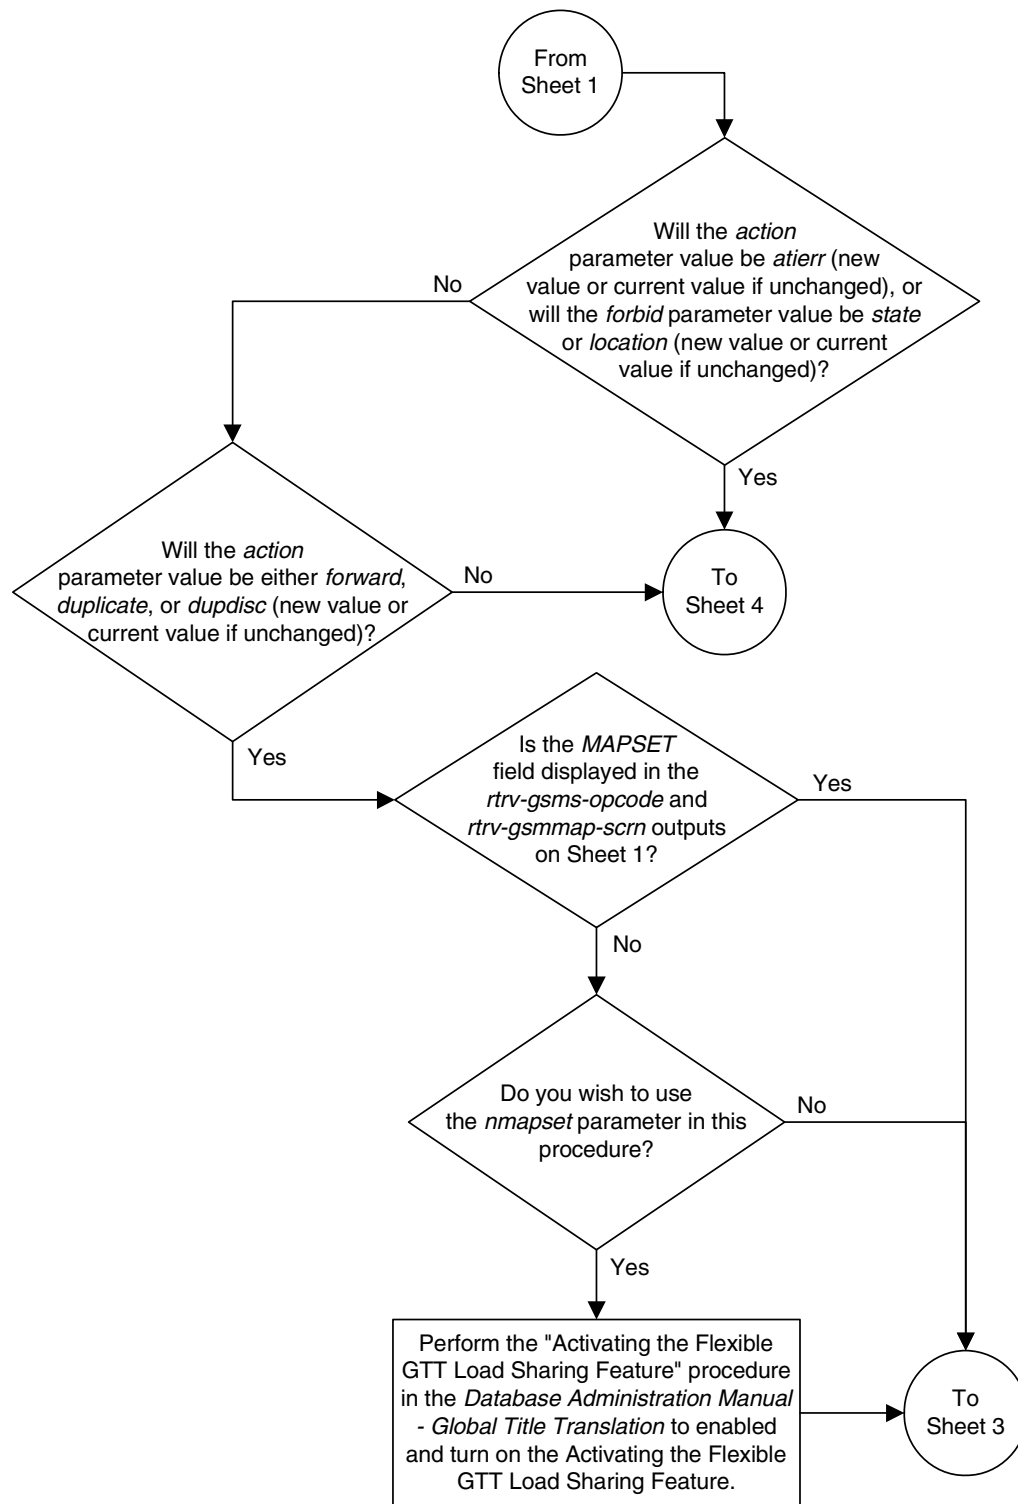 From
Sheet 1
Will the action
parameter value be atierr (new
value or current value if unchanged), or
will the forbid parameter value be state
or location (new value or current
value if unchanged)?
No
Yes
Will the action
parameter value be either forward,
duplicate, or dupdisc (new value or
current value if unchanged)?
No
To
Sheet 4
Yes
Is the MAPSET
field displayed in the
rtrv-gsms-opcode and
rtrv-gsmmap-scrn outputs
on Sheet 1?
Yes
No
Do you wish to use
the nmapset parameter in this
procedure?
No
Yes
Perform the "Activating the Flexible
GTT Load Sharing Feature" procedure
in the Database Administration Manual
- Global Title Translation to enabled
and turn on the Activating the Flexible
GTT Load Sharing Feature.
To
Sheet 3